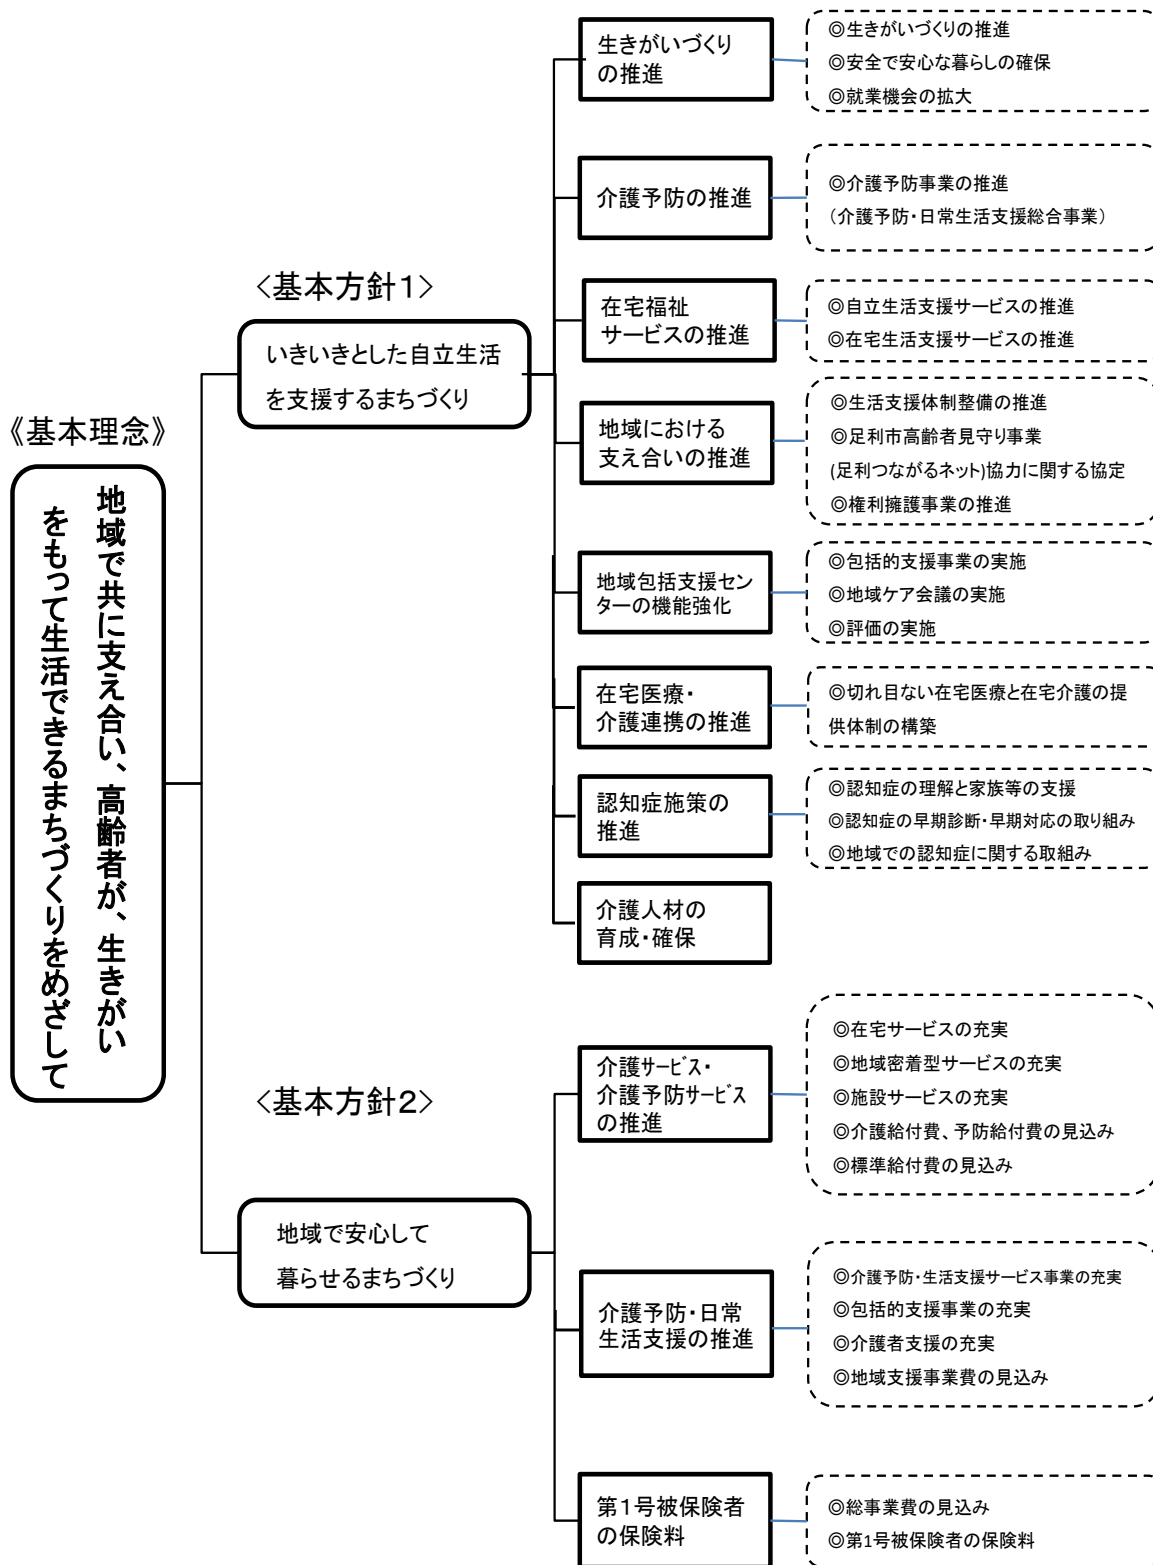 《基本理念》
地域で共に支え合い、高齢者が、生きがい
をもって生活できるまちづくりをめざして
<基本方針1>
いきいきとした自立生活
を支援するまちづくり
生きがいづくり
の推進
◎生きがいづくりの推進
◎安全で安心な暮らしの確保
◎就業機会の拡大
介護予防の推進
◎介護予防事業の推進
(介護予防・日常生活支援総合事業)
在宅福祉
サービスの推進
◎自立生活支援サービスの推進
◎在宅生活支援サービスの推進
地域における
支え合いの推進
◎生活支援体制整備の推進
◎足利市高齢者見守り事業
(足利つながるネット)協力に関する協定
◎権利擁護事業の推進
地域包括支援セン
ターの機能強化
◎包括的支援事業の実施
◎地域ケア会議の実施
◎評価の実施
在宅医療・
介護連携の推進
◎切れ目ない在宅医療と在宅介護の提
供体制の構築
認知症施策の
推進
◎認知症の理解と家族等の支援
◎認知症の早期診断・早期対応の取り組み
◎地域での認知症に関する取組み
介護人材の
育成・確保
<基本方針2>
地域で安心して
暮らせるまちづくり
介護サービス・
介護予防サービス
の推進
◎在宅サービスの充実
◎地域密着型サービスの充実
◎施設サービスの充実
◎介護給付費、予防給付費の見込み
◎標準給付費の見込み
介護予防・日常
生活支援の推進
◎介護予防・生活支援サービス事業の充実
◎包括的支援事業の充実
◎介護者支援の充実
◎地域支援事業費の見込み
第1号被保険者
の保険料
◎総事業費の見込み
◎第1号被保険者の保険料